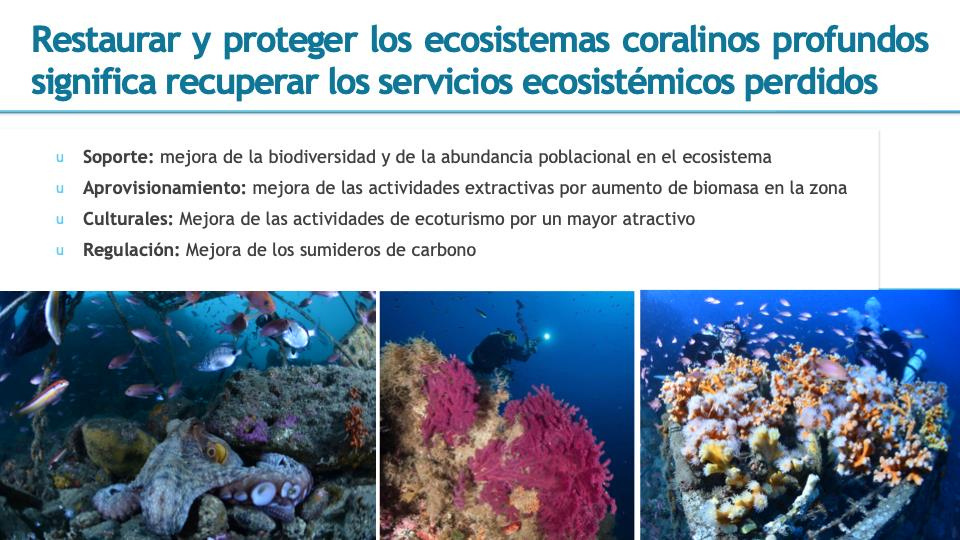 Restaurar y proteger los ecosistemas coralinos profundos
significa recuperar los servicios ecosistémicos perdidos
u Soporte: mejora de la biodiversidad y de la abundancia poblacional en el ecosistema
u Aprovisionamiento: mejora de las actividades extractivas por aumento de biomasa en la zona
u Culturales: Mejora de las actividades de ecoturismo por un mayor atractivo
u Regulación: Mejora de los sumideros de carbono